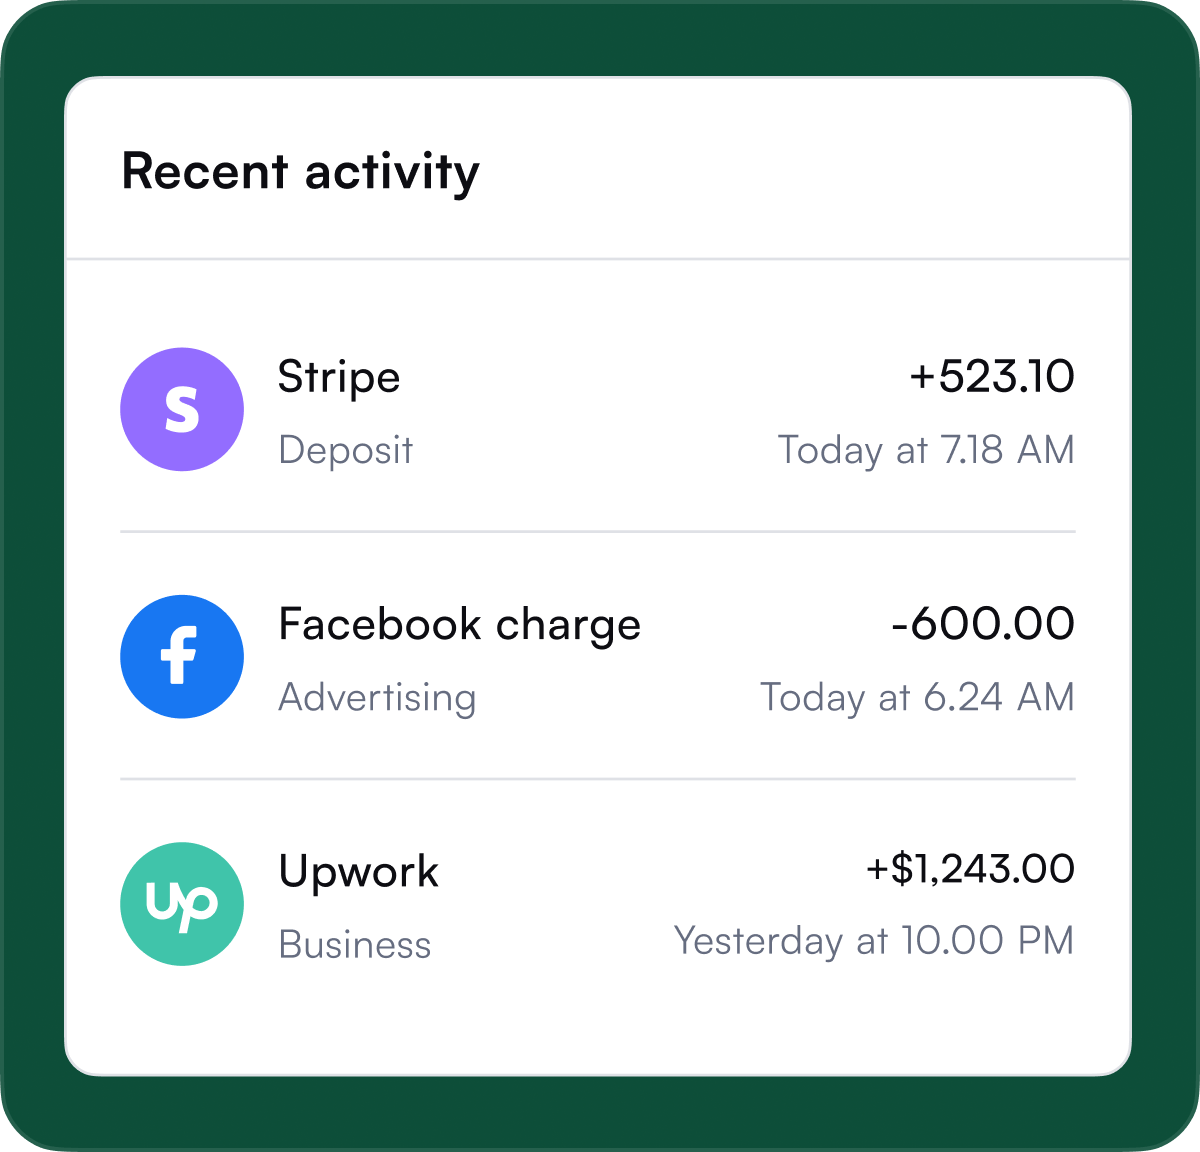 Recent activity
S
Stripe
+523.10
Deposit
Today at 7.18 AM
f
Facebook charge
-600.00
Advertising
Today at 6.24 AM
up
Upwork
+$1,243.00
Business
Yesterday at 10.00 PM